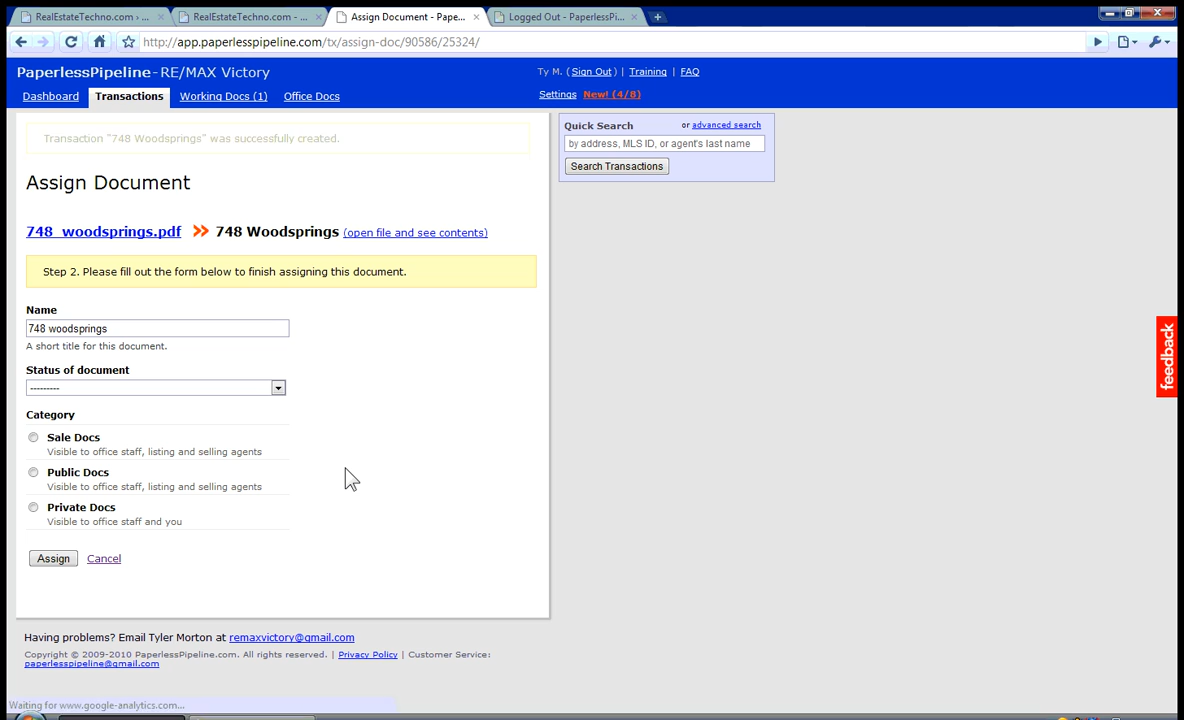 RealEstateTechno.com › ...
RealEstateTechno.com - ...
Assign Document - Pape...
Logged Out - PaperlessPi...
http://app.paperlesspipeline.com/tx/assign-doc/90586/25324/
PaperlessPipeline - RE/MAX Victory
Ty M. (Sign Out) | Training | FAQ
Dashboard Transactions Working Docs (1) Office Docs
Settings New! (4/8)
Transaction "748 Woodsprings" was successfully created.
Quick Search or advanced search
by address, MLS ID, or agent's last name
Search Transactions
Assign Document
748_woodsprings.pdf >> 748 Woodsprings (open file and see contents)
Step 2. Please fill out the form below to finish assigning this document.
Name
748 woodsprings
A short title for this document.
Status of document
---------
Category
Sale Docs
Visible to office staff, listing and selling agents
Public Docs
Visible to office staff, listing and selling agents
Private Docs
Visible to office staff and you
Assign Cancel
feedback
Having problems? Email Tyler Morton at remaxvictory@gmail.com
Copyright © 2009-2010 PaperlessPipeline.com. All rights reserved. | Privacy Policy | Customer Service:
paperlesspipeline@gmail.com
Waiting for www.google-analytics.com...